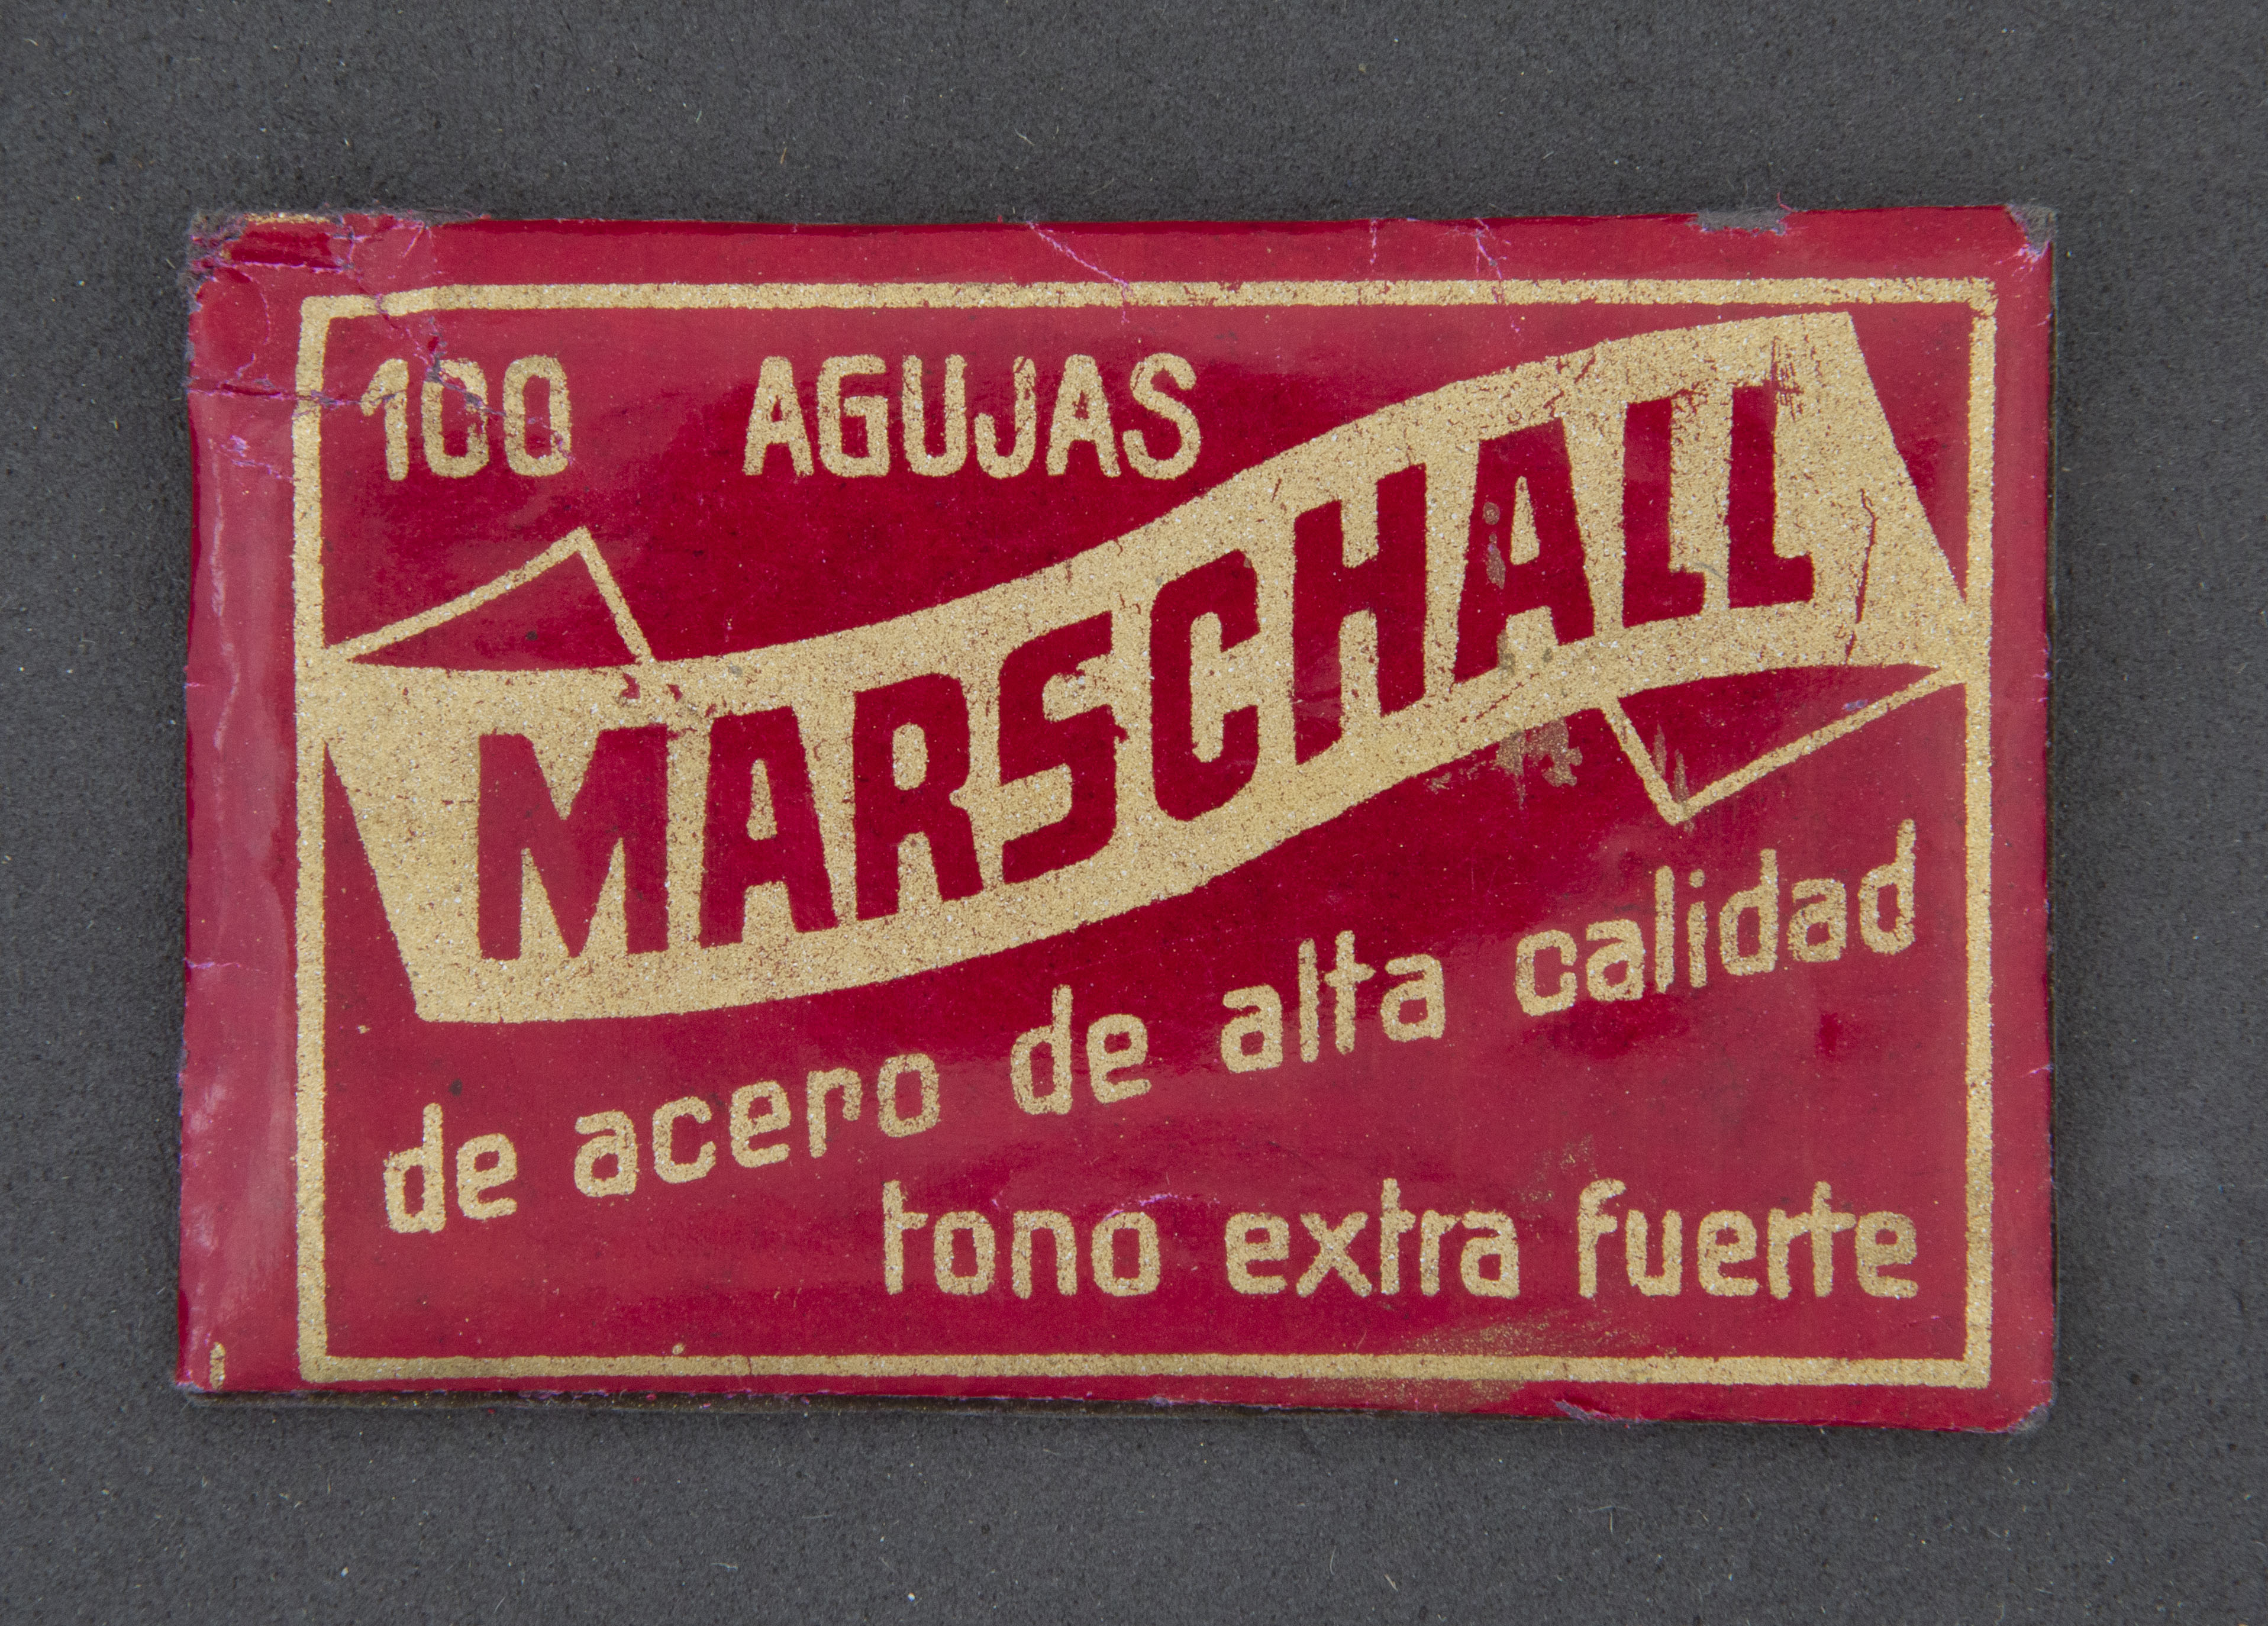 100 AGUJAS
MARSCHALL
de acero de alta calidad
tono extra fuerte